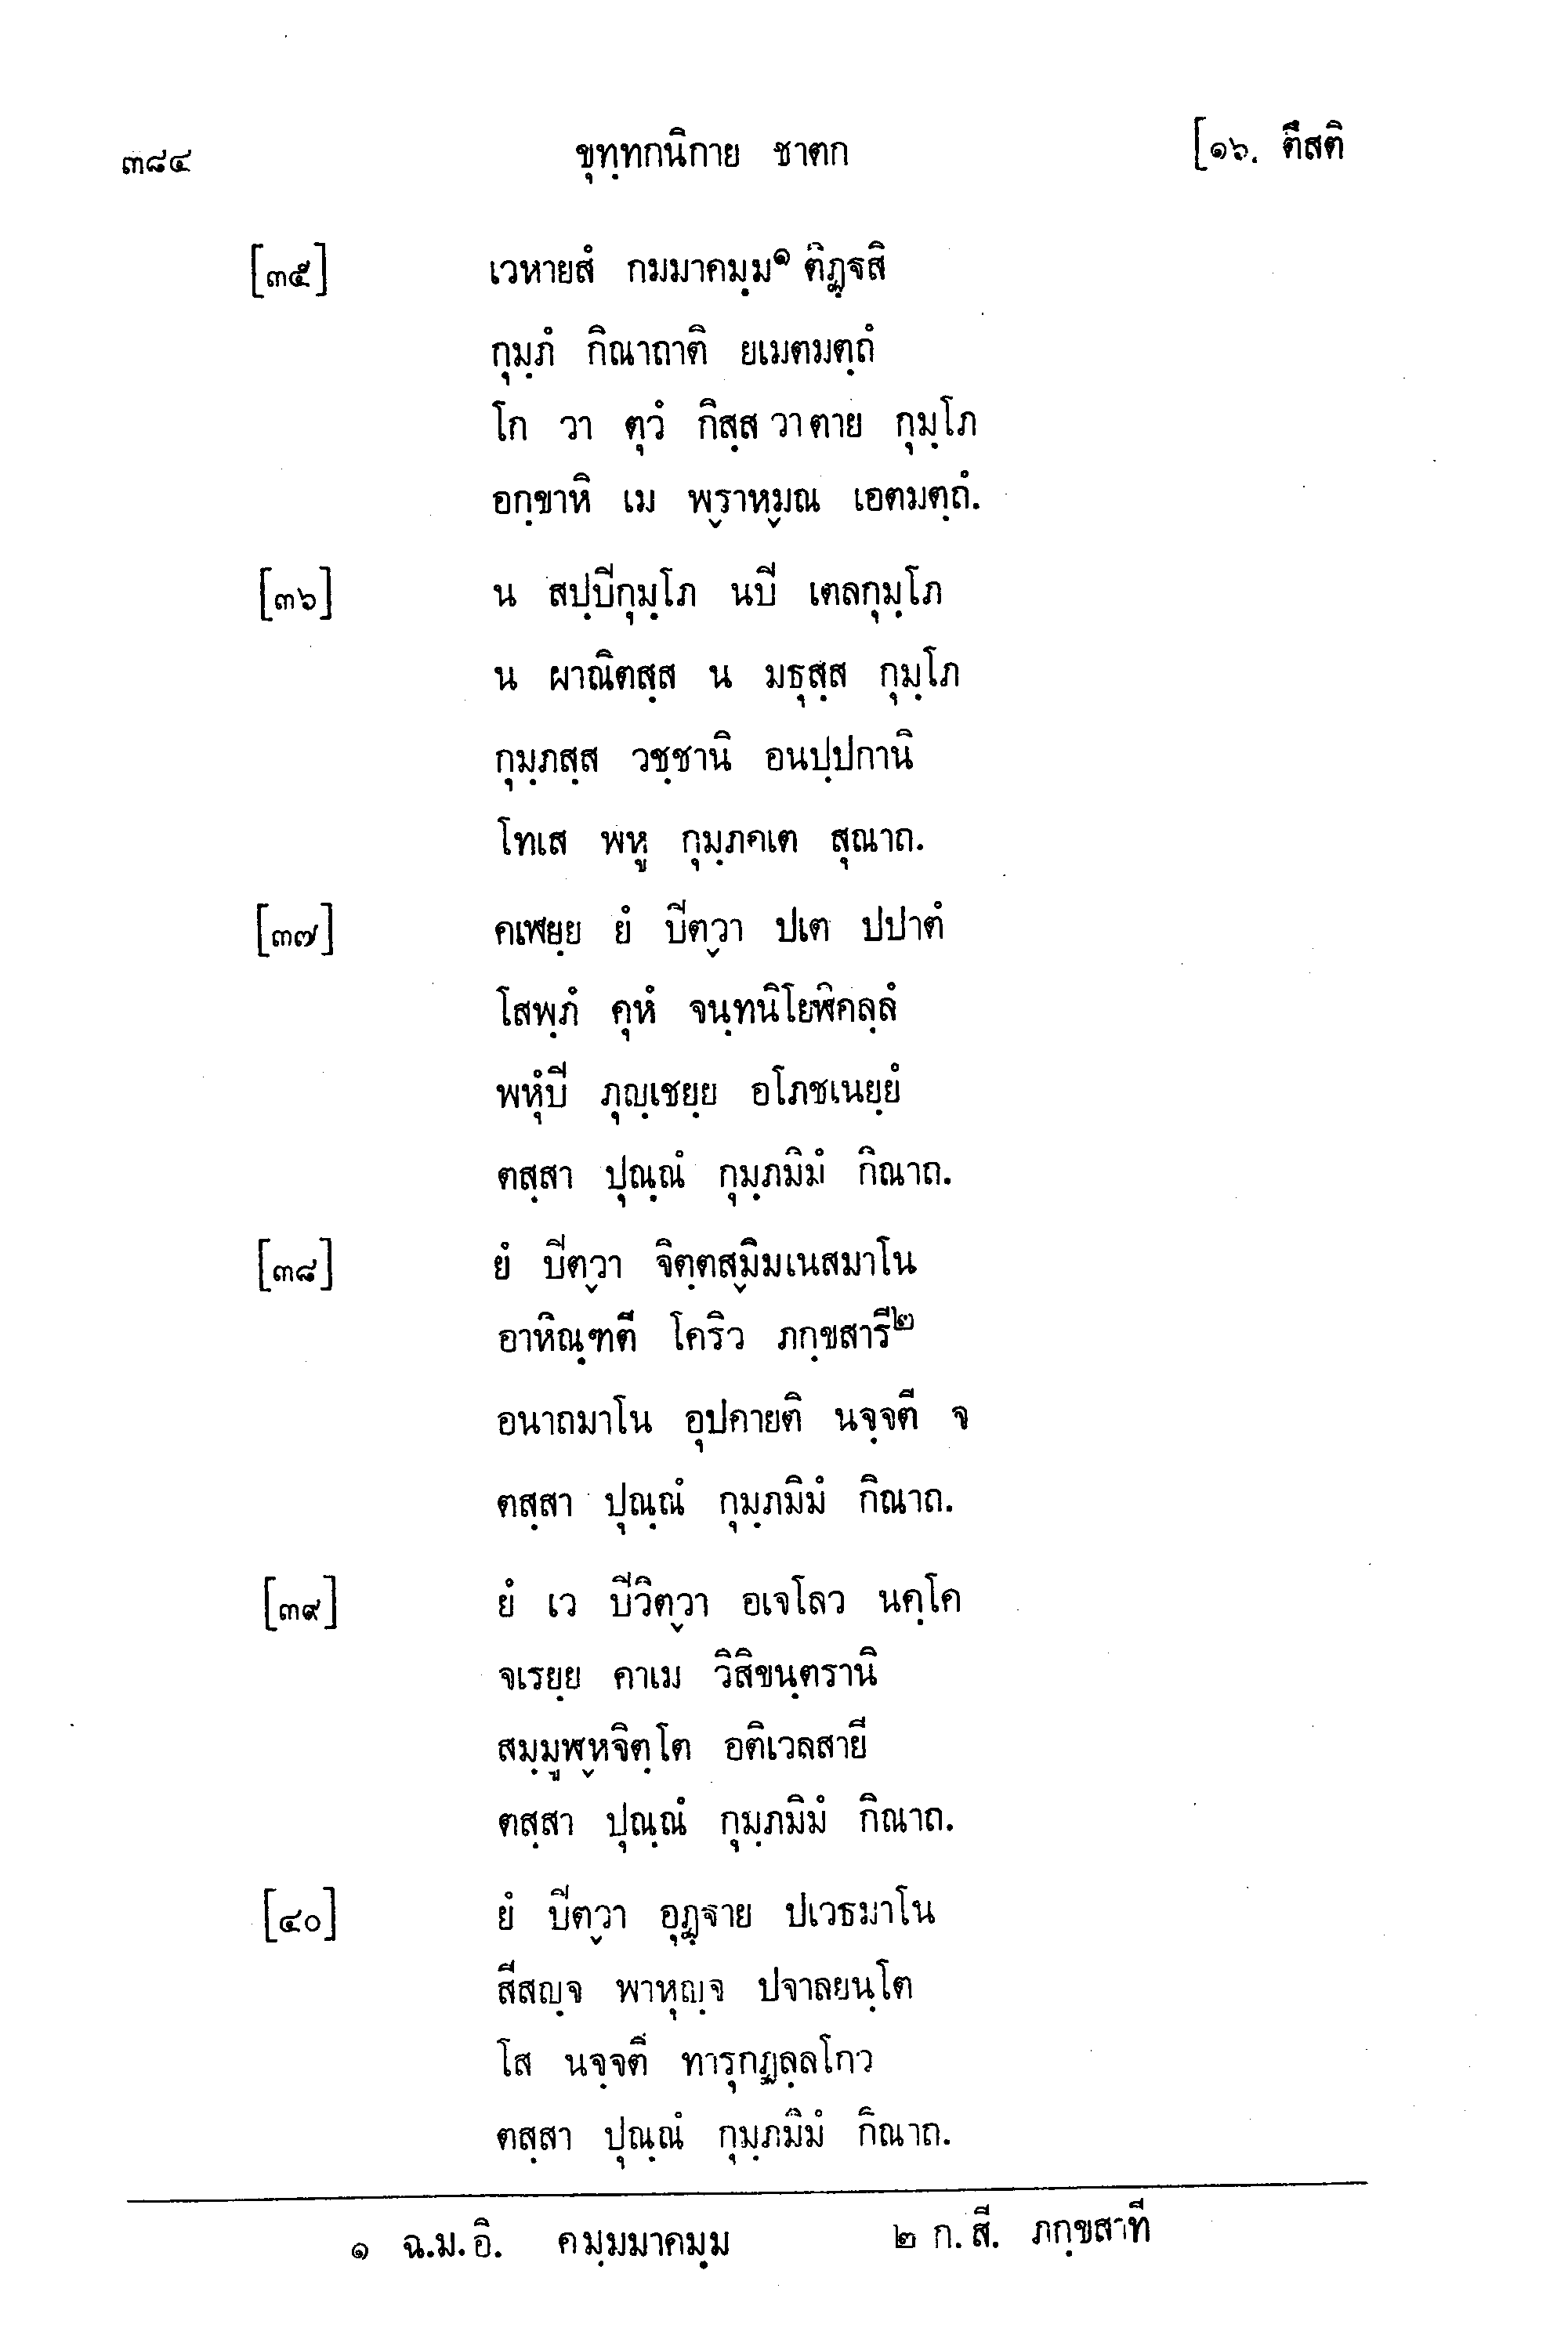 ๓๘๔ ขุทฺทกนิกาย ชาตก [๑๖. ตึสติ
[๓๕] เวหายสํ กมมาคมฺม๑ ติฏฺฐสิ
กุมฺภํ กิณาถาติ ยเมตมตฺถํ
โก วา ตุวํ กิสฺส วา ตาย กุมฺโภ
อกฺขาหิ เม พฺราหฺมณ เอตมตฺถํ.
[๓๖] น สปฺปิกุมฺโภ นปิ เตลกุมฺโภ
น ผาณิตสฺส น มธุสฺส กุมฺโภ
กุมฺภสฺส วชฺชานิ อนปฺปกานิ
โทเส พหู กุมฺภคเต สุณาถ.
[๓๗] คเฬยฺย ยํ ปิตฺวา ปเต ปปาตํ
โสพฺภํ คุหํ จนฺทนิโยฬิคลฺลํ
พหุํปิ ภุญฺเชยฺย อโภชเนยฺยํ
ตสฺสา ปุณฺณํ กุมฺภมิมํ กิณาถ.
[๓๘] ยํ ปีตฺวา จิตฺตสฺมิมเนสมาโน
อาหิณฺฑตี โคริว ภกฺขสารี๒
อนาถมาโน อุปคายติ นจฺจตี จ
ตสฺสา ปุณฺณํ กุมฺภมิมํ กิณาถ.
[๓๙] ยํ เว ปิวิตฺวา อเจโลว นคฺโค
จเรยฺย คาเม วิสิขนฺตรานิ
สมฺมูฬฺหจิตฺโต อติเวลสายี
ตสฺสา ปุณฺณํ กุมฺภมิมํ กิณาถ.
[๔๐] ยํ ปิตฺวา อุฏฺฐาย ปเวธมาโน
สีสญฺจ พาหุญฺจ ปจาลยนฺโต
โส นจฺจตี ทารุกฏลฺลโกว
ตสฺสา ปุณฺณํ กุมฺภมิมํ กิณาถ.
๑ ฉ.ม.อิ. คมฺมมาคมฺม ๒ ก.สี. ภกฺขสาที